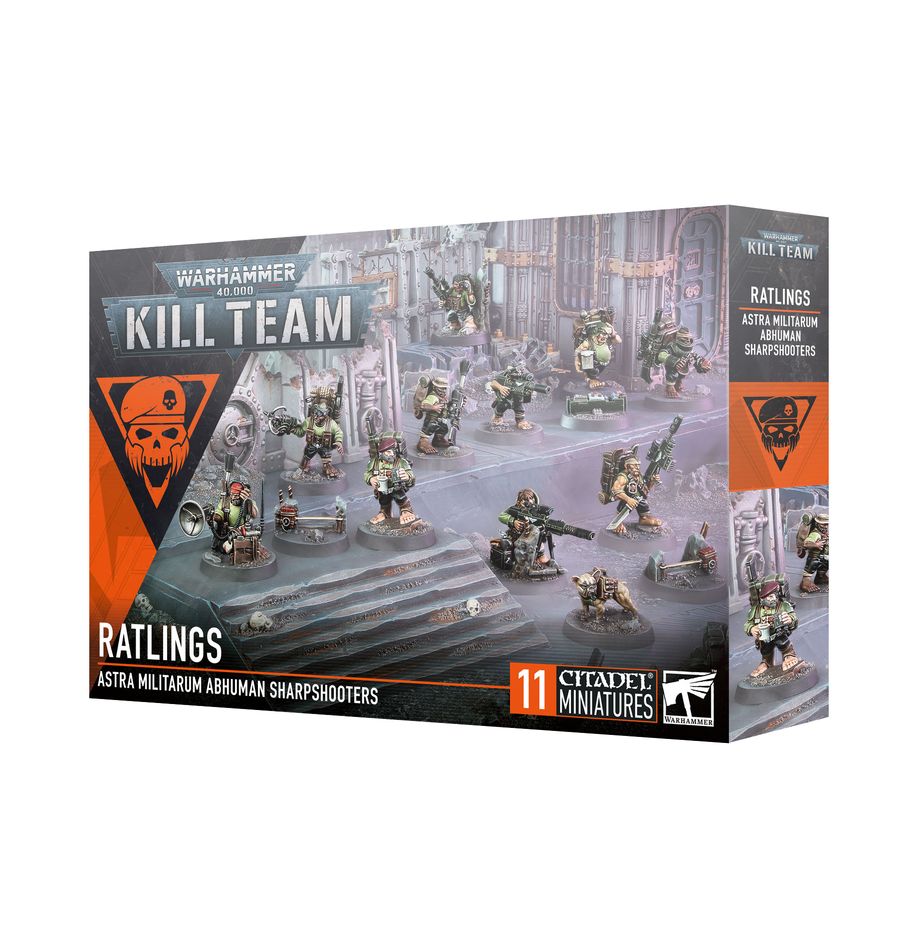 WARHAMMER
40,000
KILL TEAM
RATLINGS
ASTRA MILITARUM ABHUMAN SHARPSHOOTERS
11
CITADEL®
MINIATURES
WARHAMMER
WARHAMMER
KILL TEAM
RATLINGS
ASTRA MILITARUM
ABHUMAN
SHARPSHOOTERS